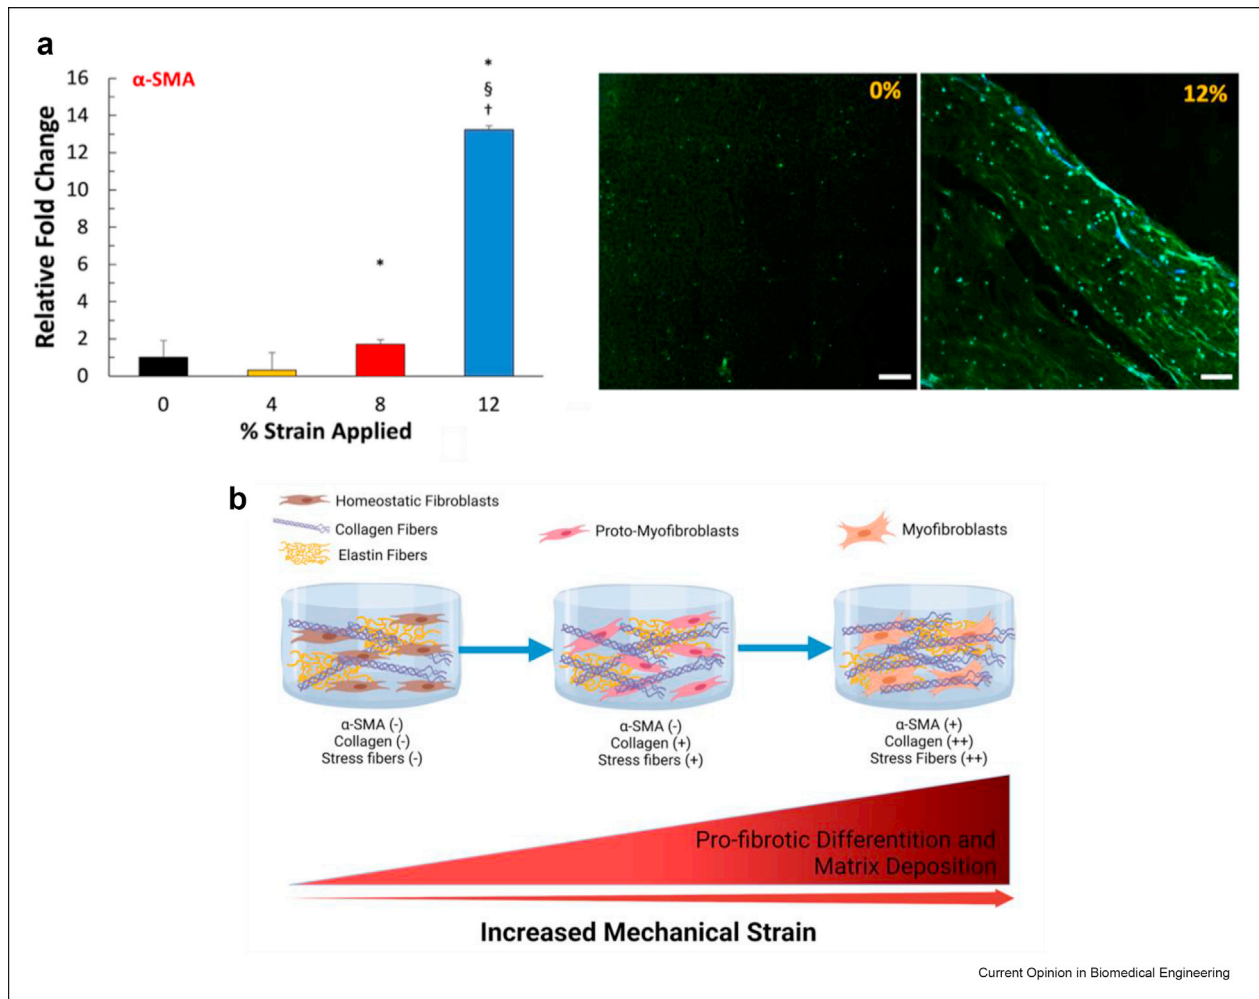 a
α-SMA
Relative Fold Change
16
14
12
10
8
6
4
2
0
*
*
§
†
0
4
8
12
% Strain Applied
0%
12%
b
Homeostatic Fibroblasts
Collagen Fibers
Elastin Fibers
Proto-Myofibroblasts
Myofibroblasts
α-SMA (-)
Collagen (-)
Stress fibers (-)
α-SMA (-)
Collagen (+)
Stress fibers (+)
α-SMA (+)
Collagen (++)
Stress Fibers (++)
Pro-fibrotic Differentition and
Matrix Deposition
Increased Mechanical Strain
Current Opinion in Biomedical Engineering